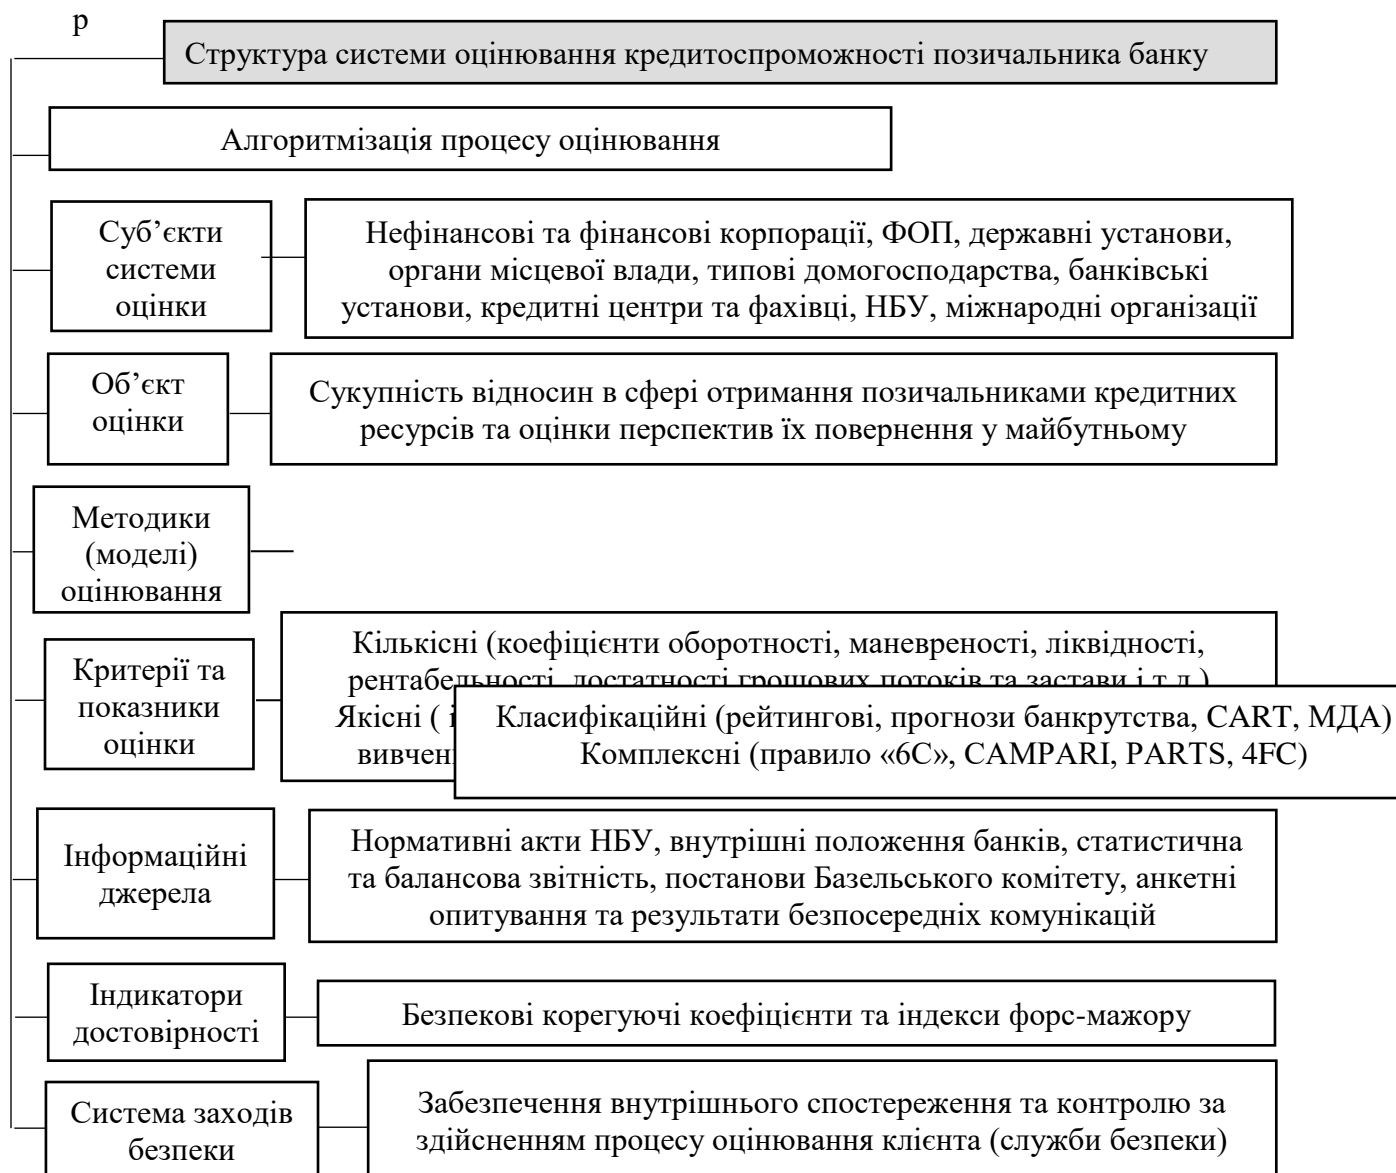 р
Структура системи оцінювання кредитоспроможності позичальника банку
Алгоритмізація процесу оцінювання
Суб’єкти
системи
оцінки
Нефінансові та фінансові корпорації, ФОП, державні установи,
органи місцевої влади, типові домогосподарства, банківські
установи, кредитні центри та фахівці, НБУ, міжнародні організації
Об’єкт
оцінки
Сукупність відносин в сфері отримання позичальниками кредитних
ресурсів та оцінки перспектив їх повернення у майбутньому
Методики
(моделі)
оцінювання
Критерії та
показники
оцінки
Кількісні (коефіцієнти оборотності, маневреності, ліквідності,
рентабельності, достатності грошових потоків та застави і т.д.)
Якісні (
Класифікаційні (рейтингові, прогнози банкрутства, CART, МДА)
Комплексні (правило «6С», CAMPARI, PARTS, 4FC)
Інформаційні
джерела
Нормативні акти НБУ, внутрішні положення банків, статистична
та балансова звітність, постанови Базельського комітету, анкетні
опитування та результати безпосередніх комунікацій
Індикатори
достовірності
Безпекові корегуючі коефіцієнти та індекси форс-мажору
Система заходів
безпеки
Забезпечення внутрішнього спостереження та контролю за
здійсненням процесу оцінювання клієнта (служби безпеки)